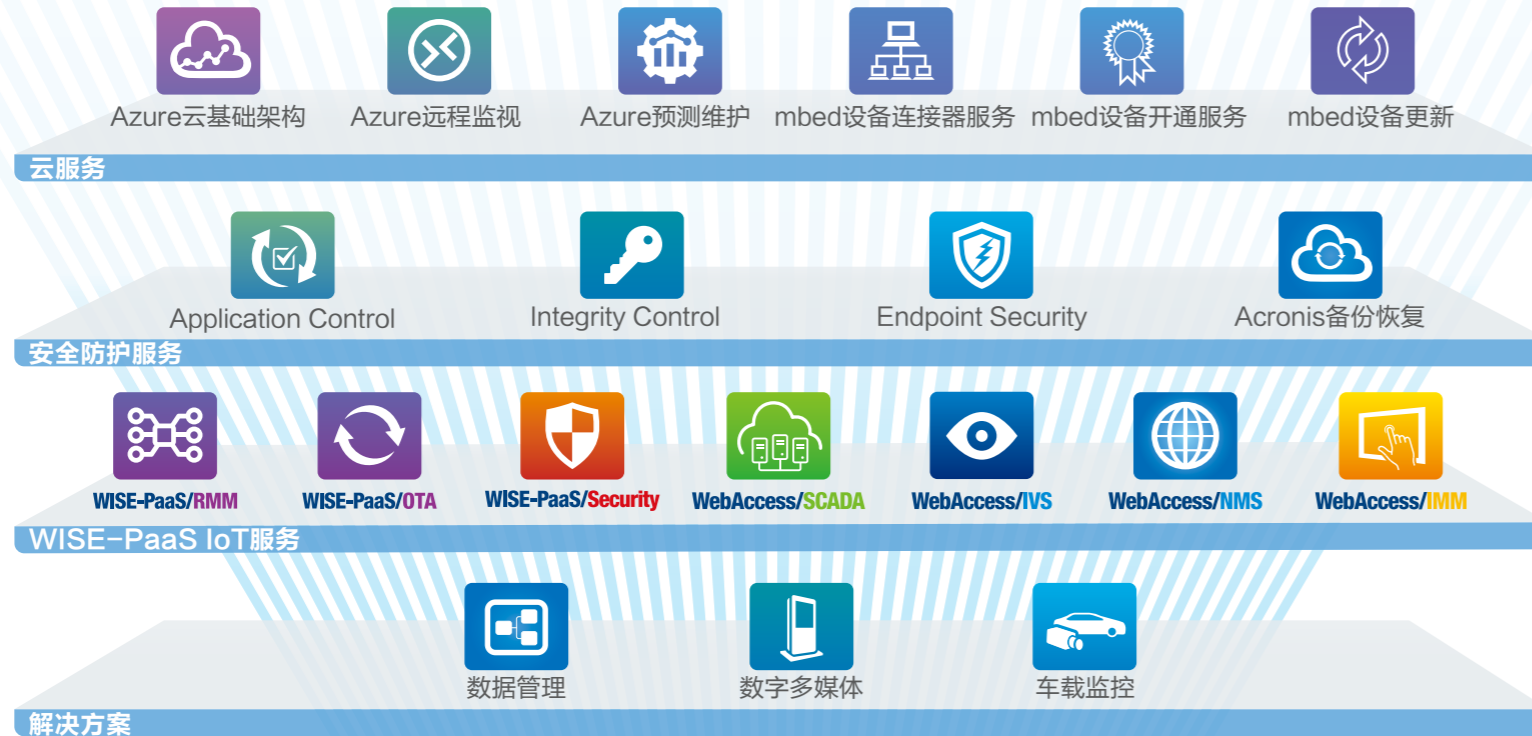 Azure云基础架构 Azure远程监视 Azure预测维护 mbed设备连接器服务 mbed设备开通服务 mbed设备更新
云服务
Application Control Integrity Control Endpoint Security Acronis备份恢复
安全防护服务
WISE-PaaS/RMM WISE-PaaS/OTA WISE-PaaS/Security WebAccess/SCADA WebAccess/IVS WebAccess/NMS WebAccess/IMM
WISE-PaaS IoT服务
数据管理 数字多媒体 车载监控
解决方案